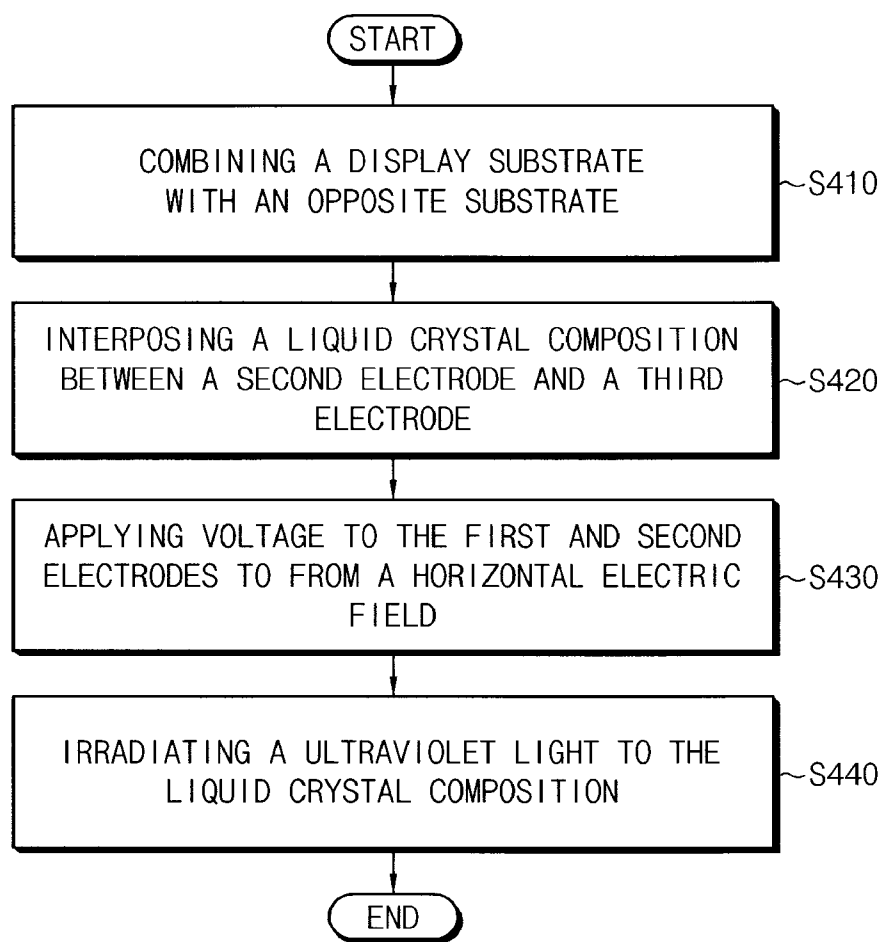 START
COMBINING A DISPLAY SUBSTRATE
WITH AN OPPOSITE SUBSTRATE
~S410
INTERPOSING A LIQUID CRYSTAL COMPOSITION
BETWEEN A SECOND ELECTRODE AND A THIRD
ELECTRODE
~S420
APPLYING VOLTAGE TO THE FIRST AND SECOND
ELECTRODES TO FROM A HORIZONTAL ELECTRIC
FIELD
~S430
IRRADIATING A ULTRAVIOLET LIGHT TO THE
LIQUID CRYSTAL COMPOSITION
~S440
END